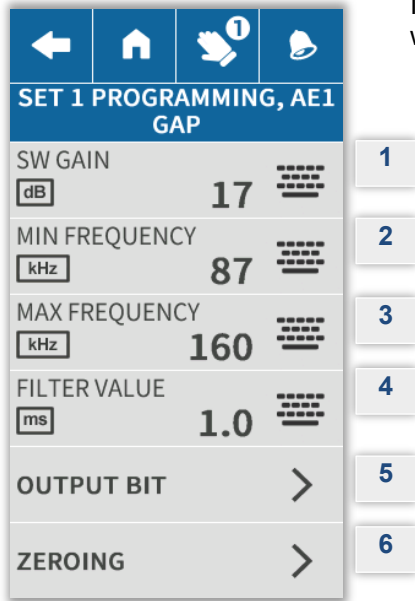 1
SET 1 PROGRAMMING, AE1
GAP
SW GAIN
dB
17
1
MIN FREQUENCY
kHz
87
2
MAX FREQUENCY
kHz
160
3
FILTER VALUE
ms
1.0
4
OUTPUT BIT
5
ZEROING
6